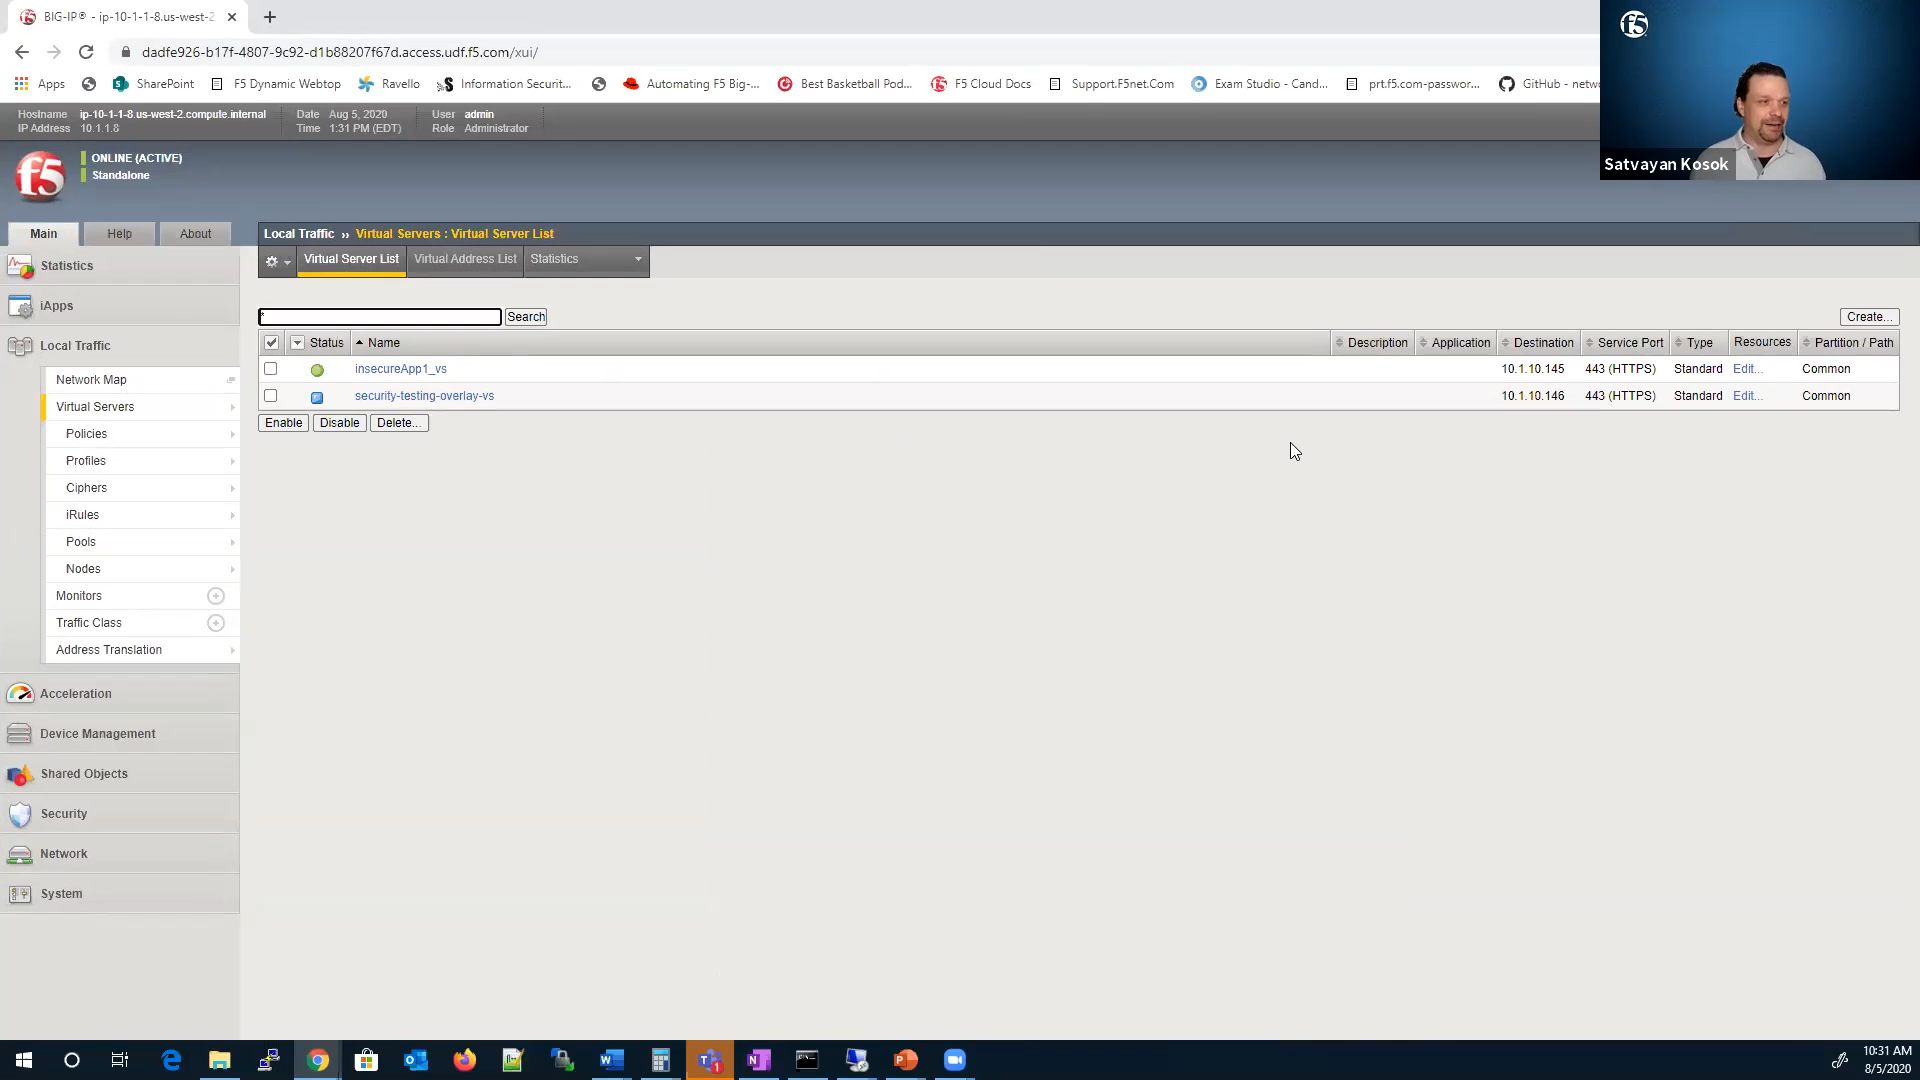 BIG-IP® - ip-10-1-1-8.us-west-2
dadfe926-b17f-4807-9c92-d1b88207f67d.access.udf.f5.com/xui/
Apps SharePoint F5 Dynamic Webtop Ravello Information Securit... Automating F5 Big-... Best Basketball Pod... F5 Cloud Docs Support.F5net.Com Exam Studio - Cand... prt.f5.com-passwor... GitHub - netw
f5
Satvayan Kosok
Hostname ip-10-1-1-8.us-west-2.compute.internal Date Aug 5, 2020 User admin
IP Address 10.1.1.8 Time 1:31 PM (EDT) Role Administrator
f5
ONLINE (ACTIVE)
Standalone
Main Help About
Local Traffic ›› Virtual Servers : Virtual Server List
Virtual Server List Virtual Address List Statistics
Statistics
iApps
Local Traffic
Network Map
Virtual Servers
Policies
Profiles
Ciphers
iRules
Pools
Nodes
Monitors
Traffic Class
Address Translation
Acceleration
Device Management
Shared Objects
Security
Network
System
* Search Create...
Status Name Description Application Destination Service Port Type Resources Partition / Path
insecureApp1_vs 10.1.10.145 443 (HTTPS) Standard Edit... Common
security-testing-overlay-vs 10.1.10.146 443 (HTTPS) Standard Edit... Common
Enable Disable Delete...
10:31 AM
8/5/2020